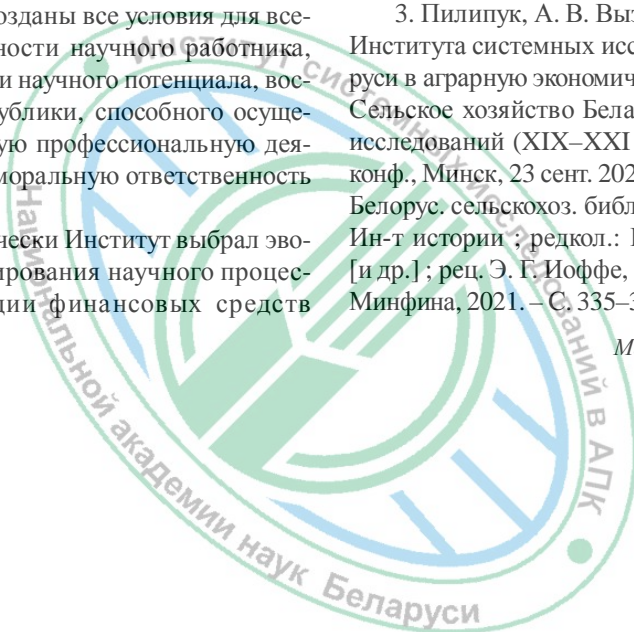 озданы все условия для все-
ности научного работника,
и научного потенциала, вос-
ублики, способного осуще-
ую профессиональную дея-
моральную ответственность
чески Институт выбрал эво-
ирования научного процес-
ции финансовых средств
3. Пилипук, А. В. Выз
Института системных исс
руси в аграрную экономич
Сельское хозяйство Бела
исследований (XIX–XXI
конф., Минск, 23 сент. 202
Белорус. сельскохоз. библ
Ин-т истории ; редкол.:
[и др.] ; рец. Э. Г. Иоффе,
Минфина, 2021. – С. 335–3
М
Институт системных исследований в АПК
Национальной академии наук Беларуси